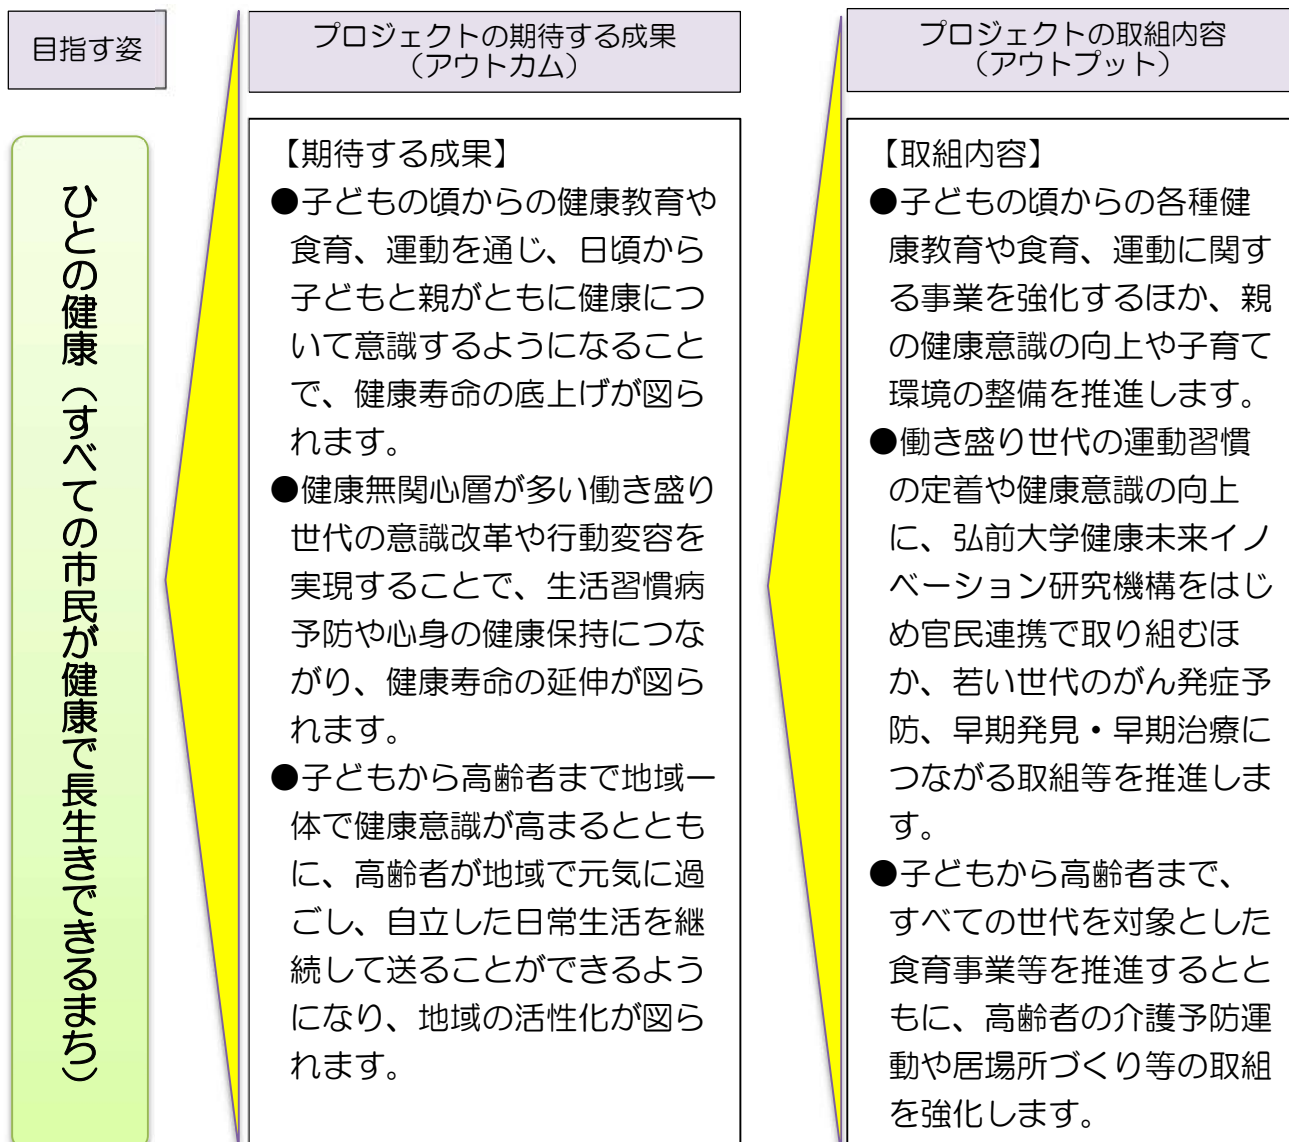 目指す姿
ひとの健康（すべての市民が健康で長生きできるまち）
プロジェクトの期待する成果
（アウトカム）
【期待する成果】
●子どもの頃からの健康教育や
食育、運動を通じ、日頃から
子どもと親がともに健康につ
いて意識するようになること
で、健康寿命の底上げが図ら
れます。
●健康無関心層が多い働き盛り
世代の意識改革や行動変容を
実現することで、生活習慣病
予防や心身の健康保持につな
がり、健康寿命の延伸が図ら
れます。
●子どもから高齢者まで地域一
体で健康意識が高まるととも
に、高齢者が地域で元気に過
ごし、自立した日常生活を継
続して送ることができるよう
になり、地域の活性化が図ら
れます。
プロジェクトの取組内容
（アウトプット）
【取組内容】
●子どもの頃からの各種健
康教育や食育、運動に関す
る事業を強化するほか、親
の健康意識の向上や子育て
環境の整備を推進します。
●働き盛り世代の運動習慣
の定着や健康意識の向上
に、弘前大学健康未来イノ
ベーション研究機構をはじ
め官民連携で取り組むほ
か、若い世代のがん発症予
防、早期発見・早期治療に
つながる取組等を推進しま
す。
●子どもから高齢者まで、
すべての世代を対象とした
食育事業等を推進するとと
もに、高齢者の介護予防運
動や居場所づくり等の取組
を強化します。